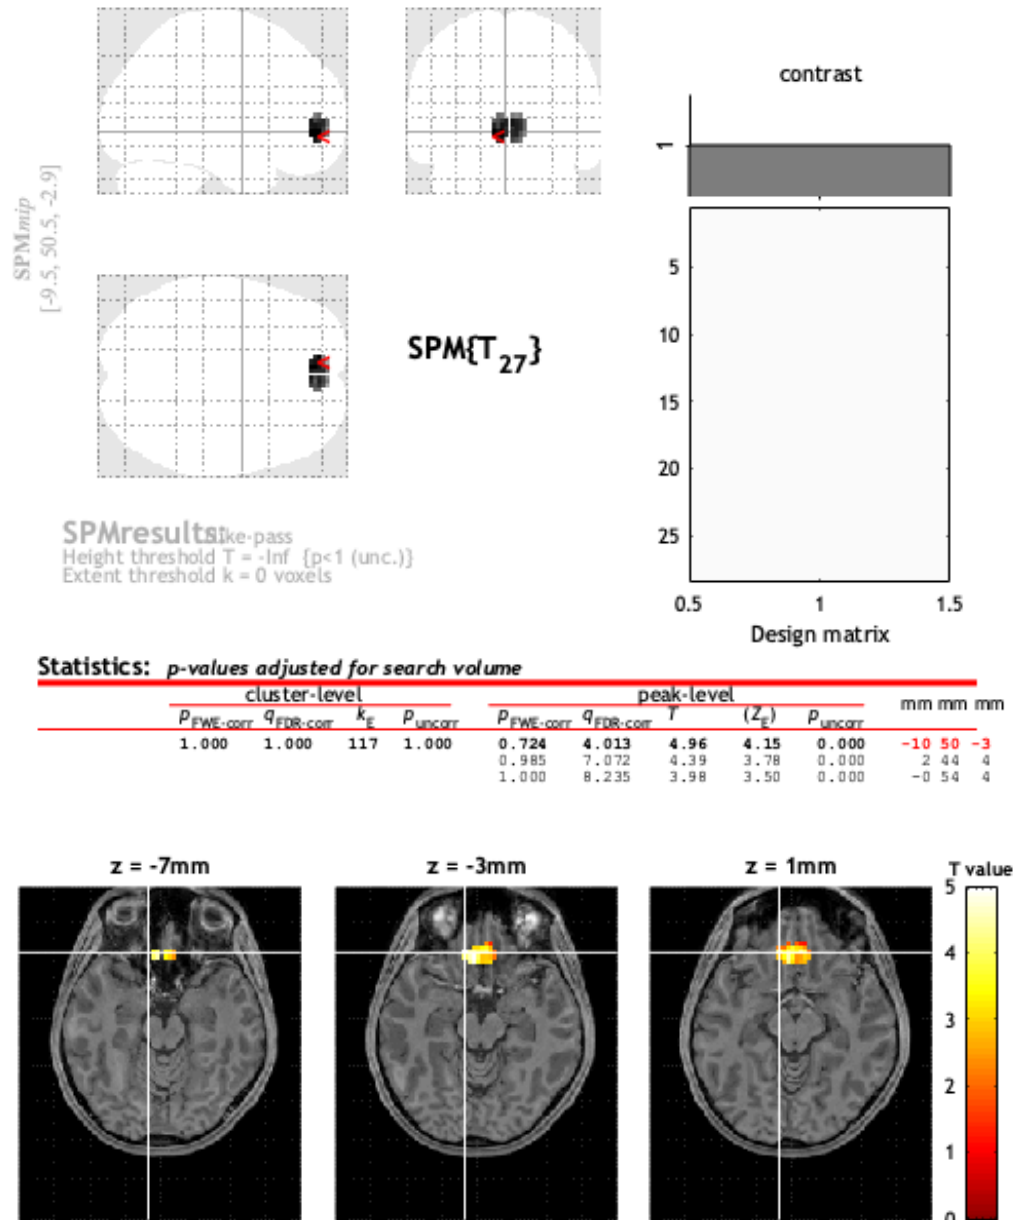 contrast
1
SPMmip
[-9.5, 50.5, -2.9]
SPM{T27}
5
10
15
20
25
0.5 1 1.5
Design matrix
SPMresults: -pass
Height threshold T = -Inf {p<1 (unc.)}
Extent threshold k = 0 voxels
Statistics: p-values adjusted for search volume
cluster-level peak-level mm mm mm
pFWE-corr qFDR-corr kE puncorr pFWE-corr qFDR-corr T (ZE) puncorr
1.000 1.000 117 1.000 0.724 4.013 4.96 4.15 0.000 -10 50 -3
0.985 7.072 4.39 3.78 0.000 2 44 4
1.000 8.235 3.98 3.50 0.000 -0 54 4
z = -7mm z = -3mm z = 1mm T value
5
4
3
2
1
0